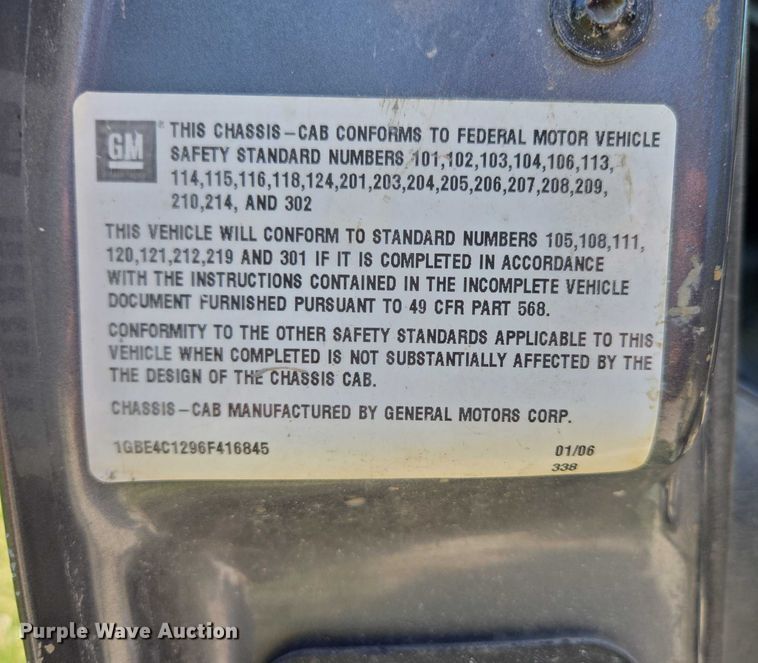 GM® THIS CHASSIS-CAB CONFORMS TO FEDERAL MOTOR VEHICLE
SAFETY STANDARD NUMBERS 101,102,103,104,106,113,
114,115,116,118,124,201,203,204,205,206,207,208,209,
210,214, AND 302
THIS VEHICLE WILL CONFORM TO STANDARD NUMBERS 105,108,111,
120,121,212,219 AND 301 IF IT IS COMPLETED IN ACCORDANCE
WITH THE INSTRUCTIONS CONTAINED IN THE INCOMPLETE VEHICLE
DOCUMENT FURNISHED PURSUANT TO 49 CFR PART 568.
CONFORMITY TO THE OTHER SAFETY STANDARDS APPLICABLE TO THIS
VEHICLE WHEN COMPLETED IS NOT SUBSTANTIALLY AFFECTED BY THE
THE DESIGN OF THE CHASSIS CAB.
CHASSIS-CAB MANUFACTURED BY GENERAL MOTORS CORP.
1GBE4C1296F416845 01/06
338
Purple Wave Auction